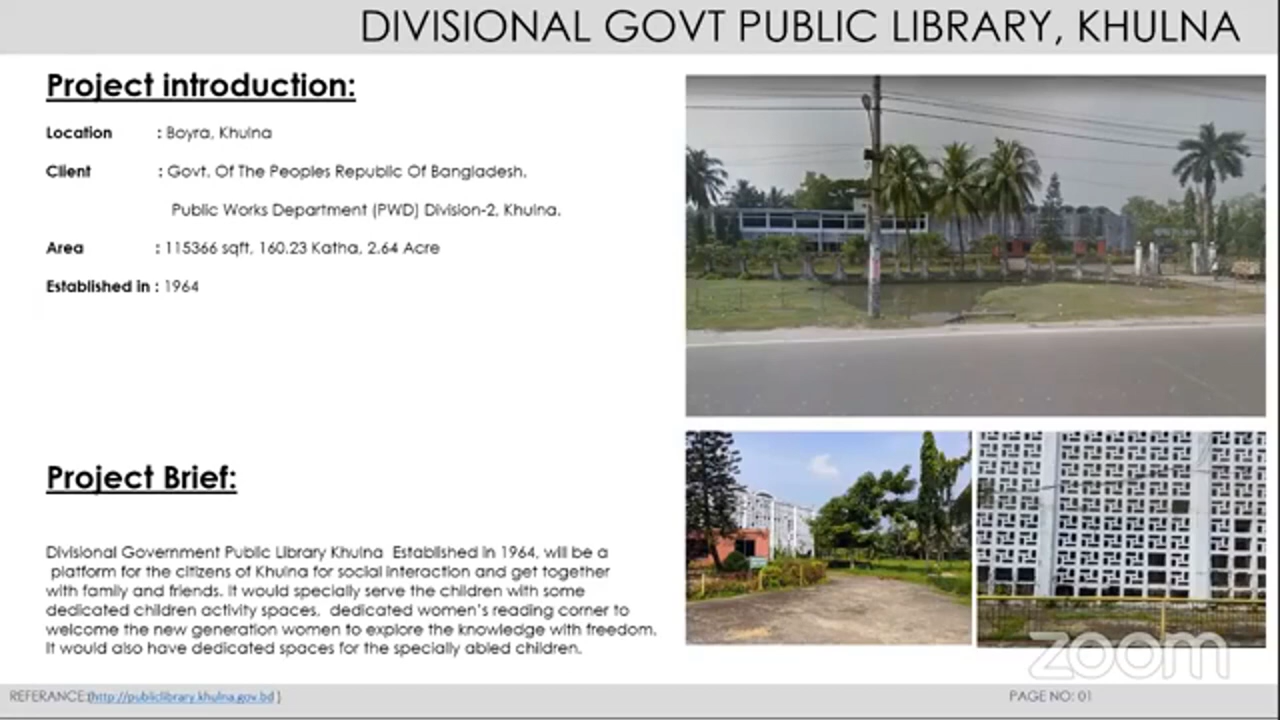 DIVISIONAL GOVT PUBLIC LIBRARY, KHULNA
Project introduction:
Location : Boyra, Khulna
Client : Govt. Of The Peoples Republic Of Bangladesh.
Public Works Department (PWD) Division-2, Khulna.
Area : 115366 sqft, 160.23 Katha, 2.64 Acre
Established in : 1964
Project Brief:
Divisional Government Public Library Khulna Established in 1964, will be a
platform for the citizens of Khulna for social interaction and get together
with family and friends. It would specially serve the children with some
dedicated children activity spaces, dedicated women's reading corner to
welcome the new generation women to explore the knowledge with freedom.
It would also have dedicated spaces for the specially abled children.
zoom
REFERANCE:(http://publiclibrary.khulna.gov.bd )
PAGE NO: 01